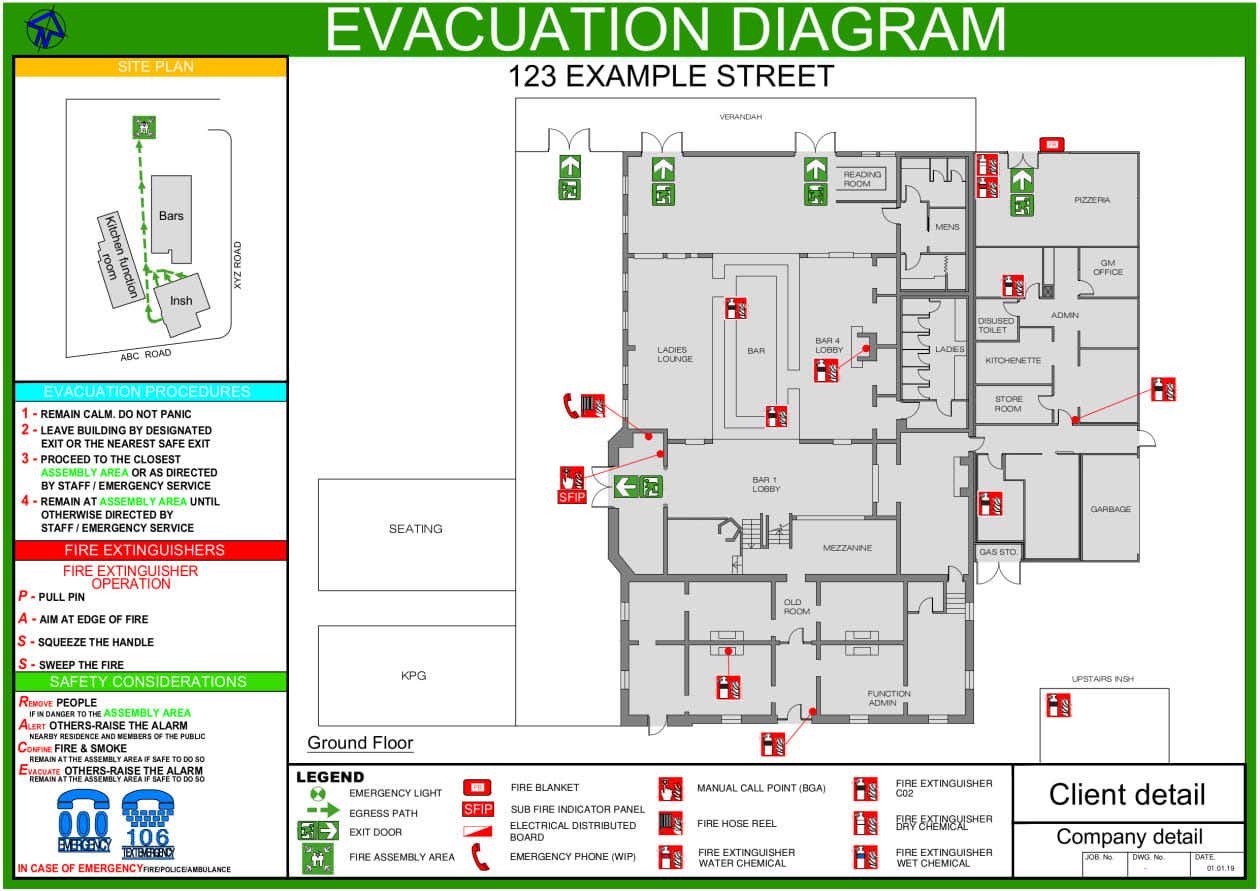 EVACUATION DIAGRAM
N
SITE PLAN
Bars
Kitchen function
room
Insh
XYZ ROAD
ABC ROAD
EVACUATION PROCEDURES
1 - REMAIN CALM. DO NOT PANIC
2 - LEAVE BUILDING BY DESIGNATED
EXIT OR THE NEAREST SAFE EXIT
3 - PROCEED TO THE CLOSEST
ASSEMBLY AREA OR AS DIRECTED
BY STAFF / EMERGENCY SERVICE
4 - REMAIN AT ASSEMBLY AREA UNTIL
OTHERWISE DIRECTED BY
STAFF / EMERGENCY SERVICE
FIRE EXTINGUISHERS
FIRE EXTINGUISHER
OPERATION
P - PULL PIN
A - AIM AT EDGE OF FIRE
S - SQUEEZE THE HANDLE
S - SWEEP THE FIRE
SAFETY CONSIDERATIONS
REMOVE PEOPLE
IF IN DANGER TO THE ASSEMBLY AREA
ALERT OTHERS-RAISE THE ALARM
NEARBY RESIDENCE AND MEMBERS OF THE PUBLIC
CONFINE FIRE & SMOKE
REMAIN AT THE ASSEMBLY AREA IF SAFE TO DO SO
EVACUATE OTHERS-RAISE THE ALARM
REMAIN AT THE ASSEMBLY AREA IF SAFE TO DO SO
000
EMERGENCY
106
TEXT EMERGENCY
IN CASE OF EMERGENCY FIRE/POLICE/AMBULANCE
123 EXAMPLE STREET
VERANDAH
READING
ROOM
MENS
FB
PIZZERIA
GM
OFFICE
DISUSED
TOILET
ADMIN
KITCHENETTE
STORE
ROOM
LADIES
LOUNGE
BAR
BAR 4
LOBBY
LADIES
SFIP
BAR 1
LOBBY
MEZZANINE
GARBAGE
GAS STO.
SEATING
KPG
OLD
ROOM
FUNCTION
ADMIN
UPSTAIRS INSH
Ground Floor
LEGEND
EMERGENCY LIGHT
EGRESS PATH
EXIT DOOR
FIRE ASSEMBLY AREA
FB
FIRE BLANKET
SFIP
SUB FIRE INDICATOR PANEL
ELECTRICAL DISTRIBUTED
BOARD
EMERGENCY PHONE (WIP)
MANUAL CALL POINT (BGA)
FIRE HOSE REEL
FIRE EXTINGUISHER
WATER CHEMICAL
FIRE EXTINGUISHER
C02
FIRE EXTINGUISHER
DRY CHEMICAL
FIRE EXTINGUISHER
WET CHEMICAL
Client detail
Company detail
JOB. No.
DWG. No.
-
DATE.
01.01.19